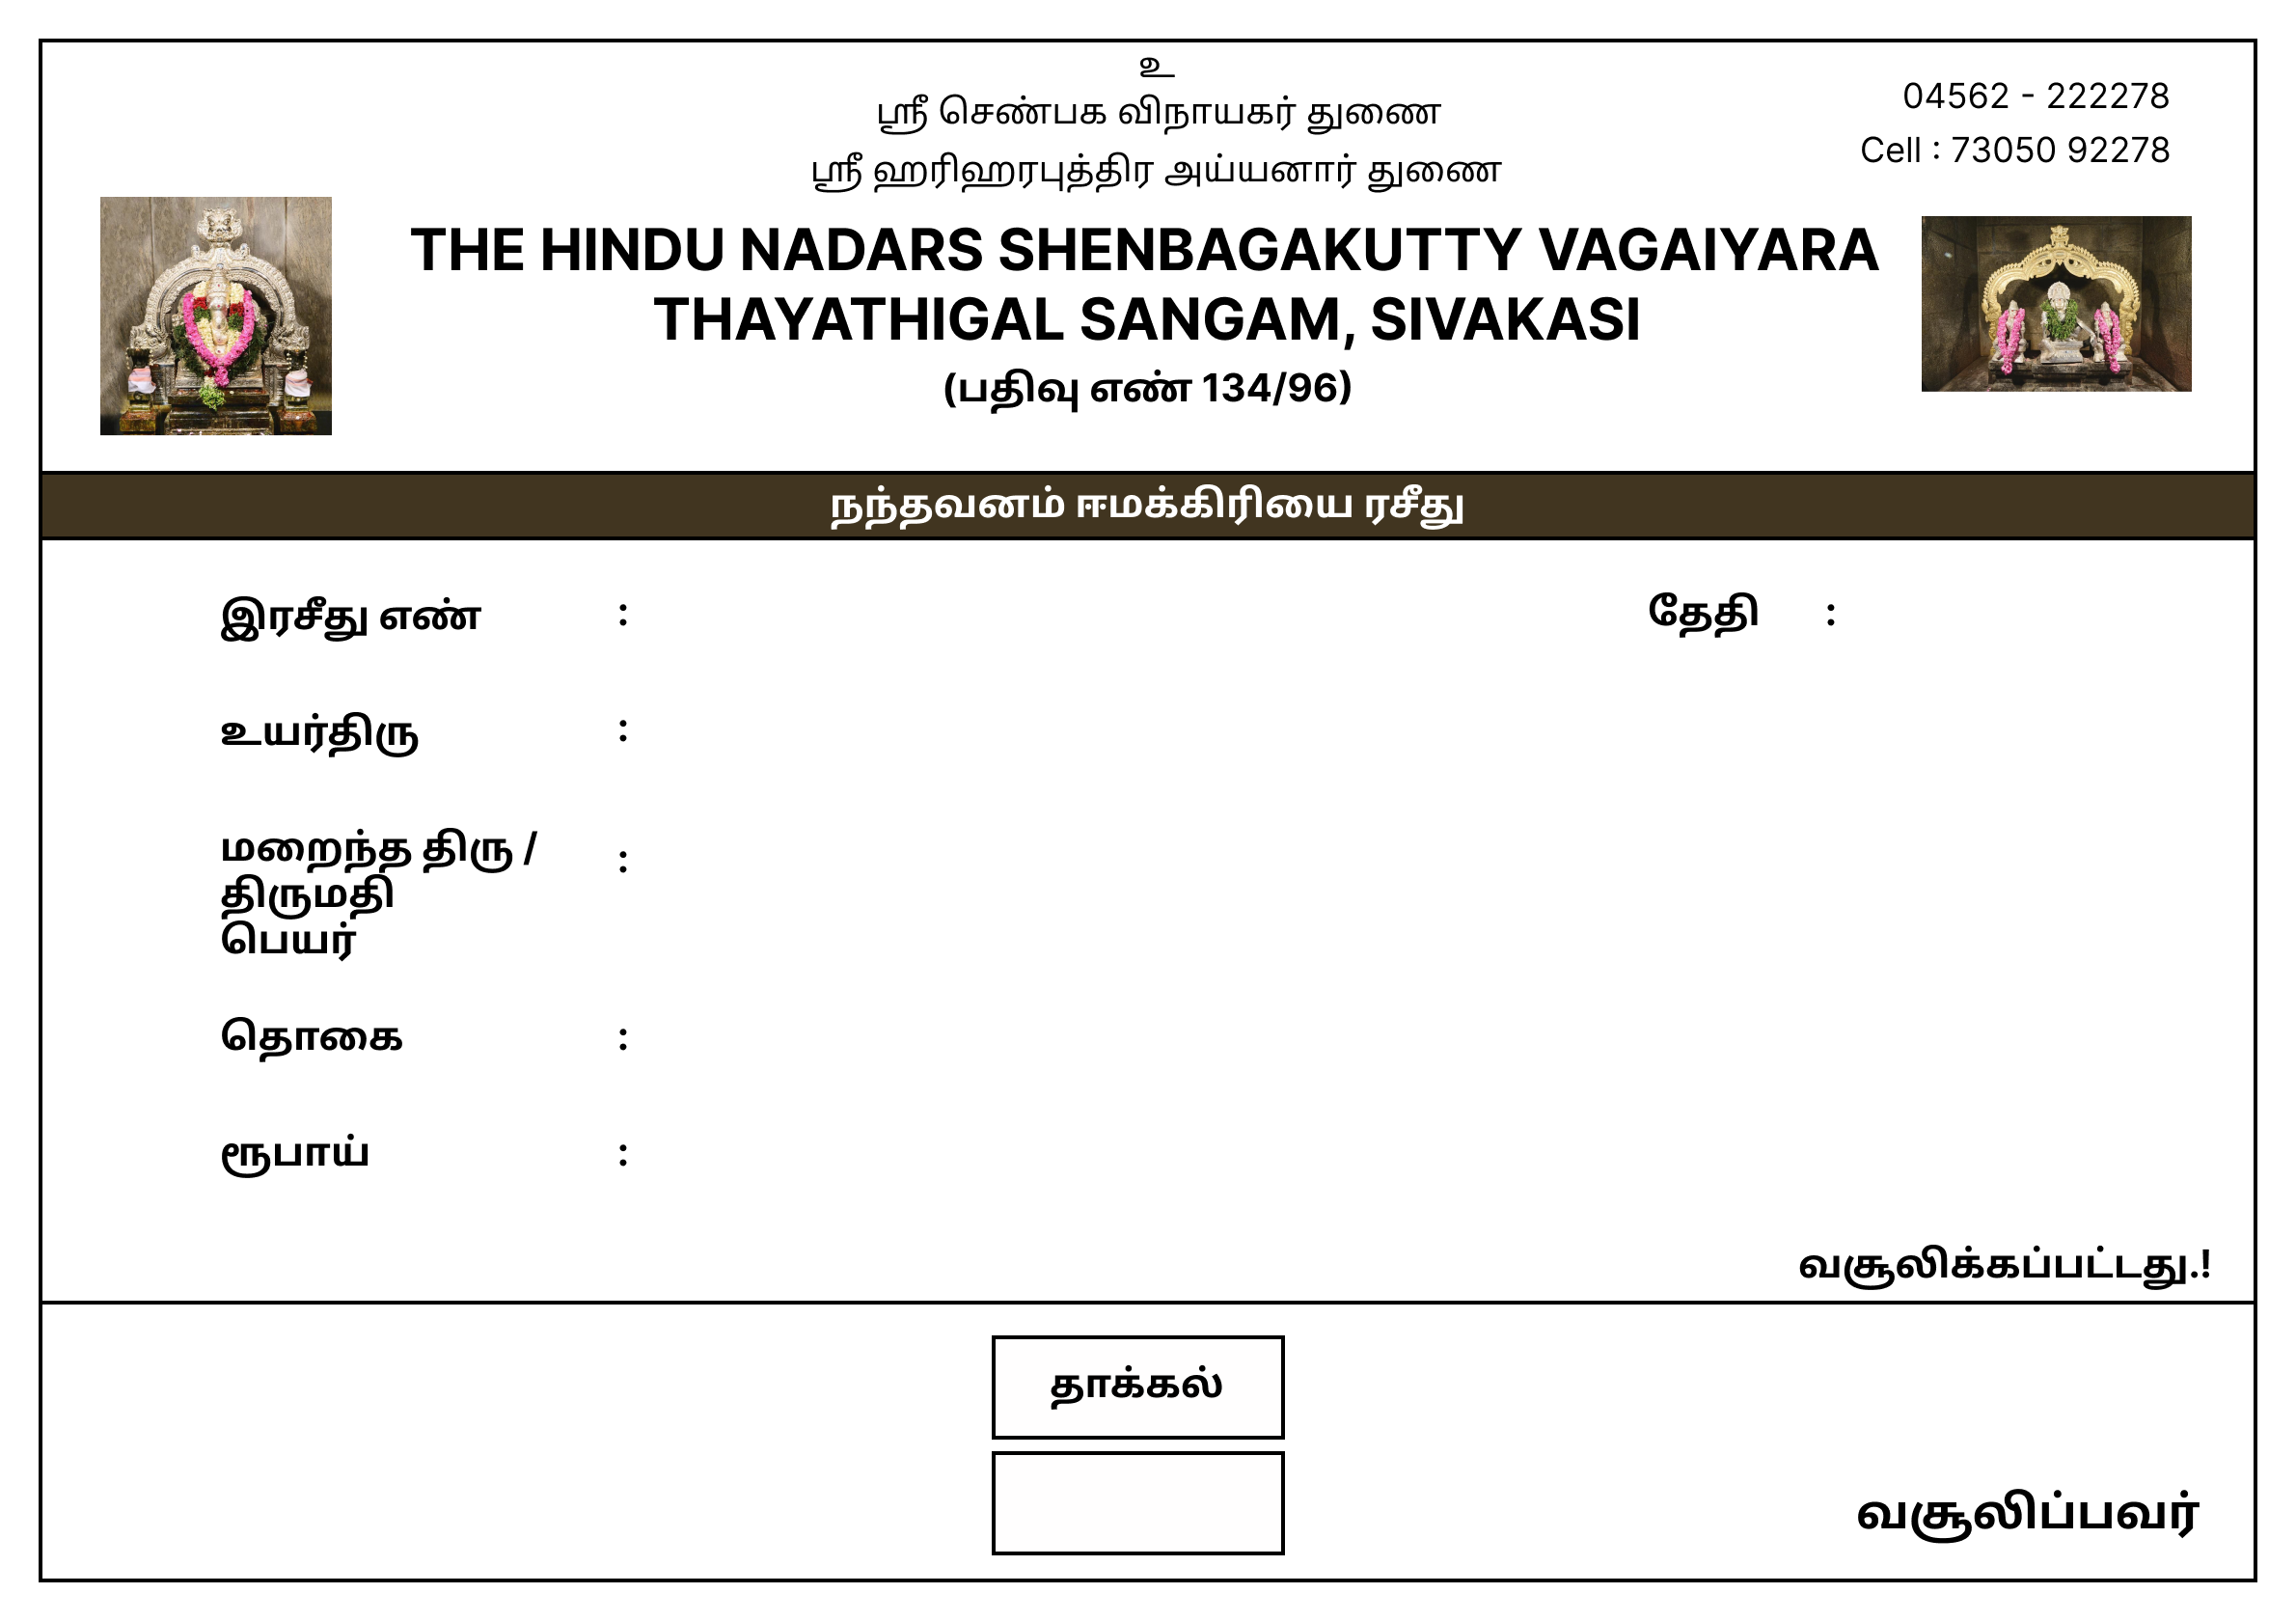 உ
ஸ்ரீ செண்பக விநாயகர் துணை
ஸ்ரீ ஹரிஹரபுத்திர அய்யனார் துணை
04562 - 222278
Cell : 73050 92278
THE HINDU NADARS SHENBAGAKUTTY VAGAIYARA
THAYATHIGAL SANGAM, SIVAKASI
(பதிவு எண் 134/96)
நந்தவனம் ஈமக்கிரியை ரசீது
இரசீது எண் : தேதி :
உயர்திரு :
மறைந்த திரு / :
திருமதி
பெயர்
தொகை :
ரூபாய் :
வசூலிக்கப்பட்டது.!
தாக்கல்
வசூலிப்பவர்